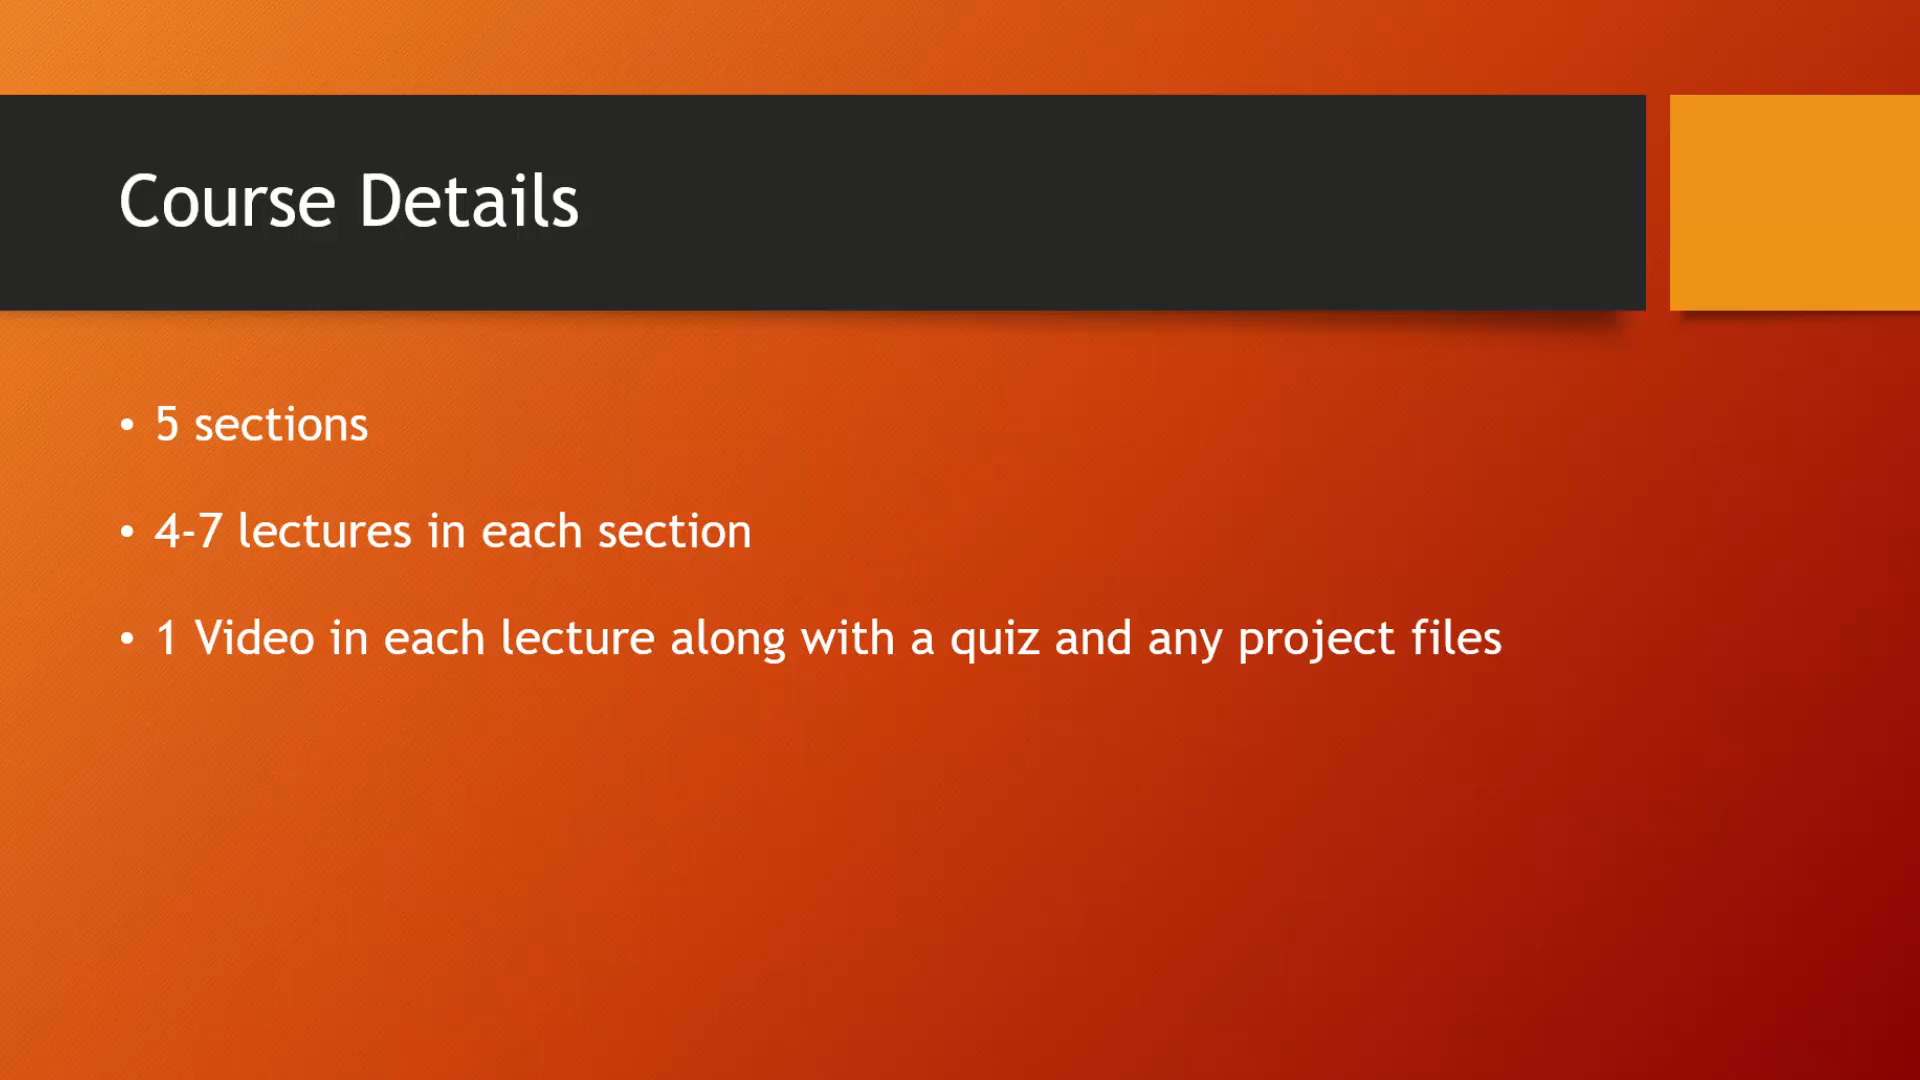 Course Details
• 5 sections
• 4-7 lectures in each section
• 1 Video in each lecture along with a quiz and any project files